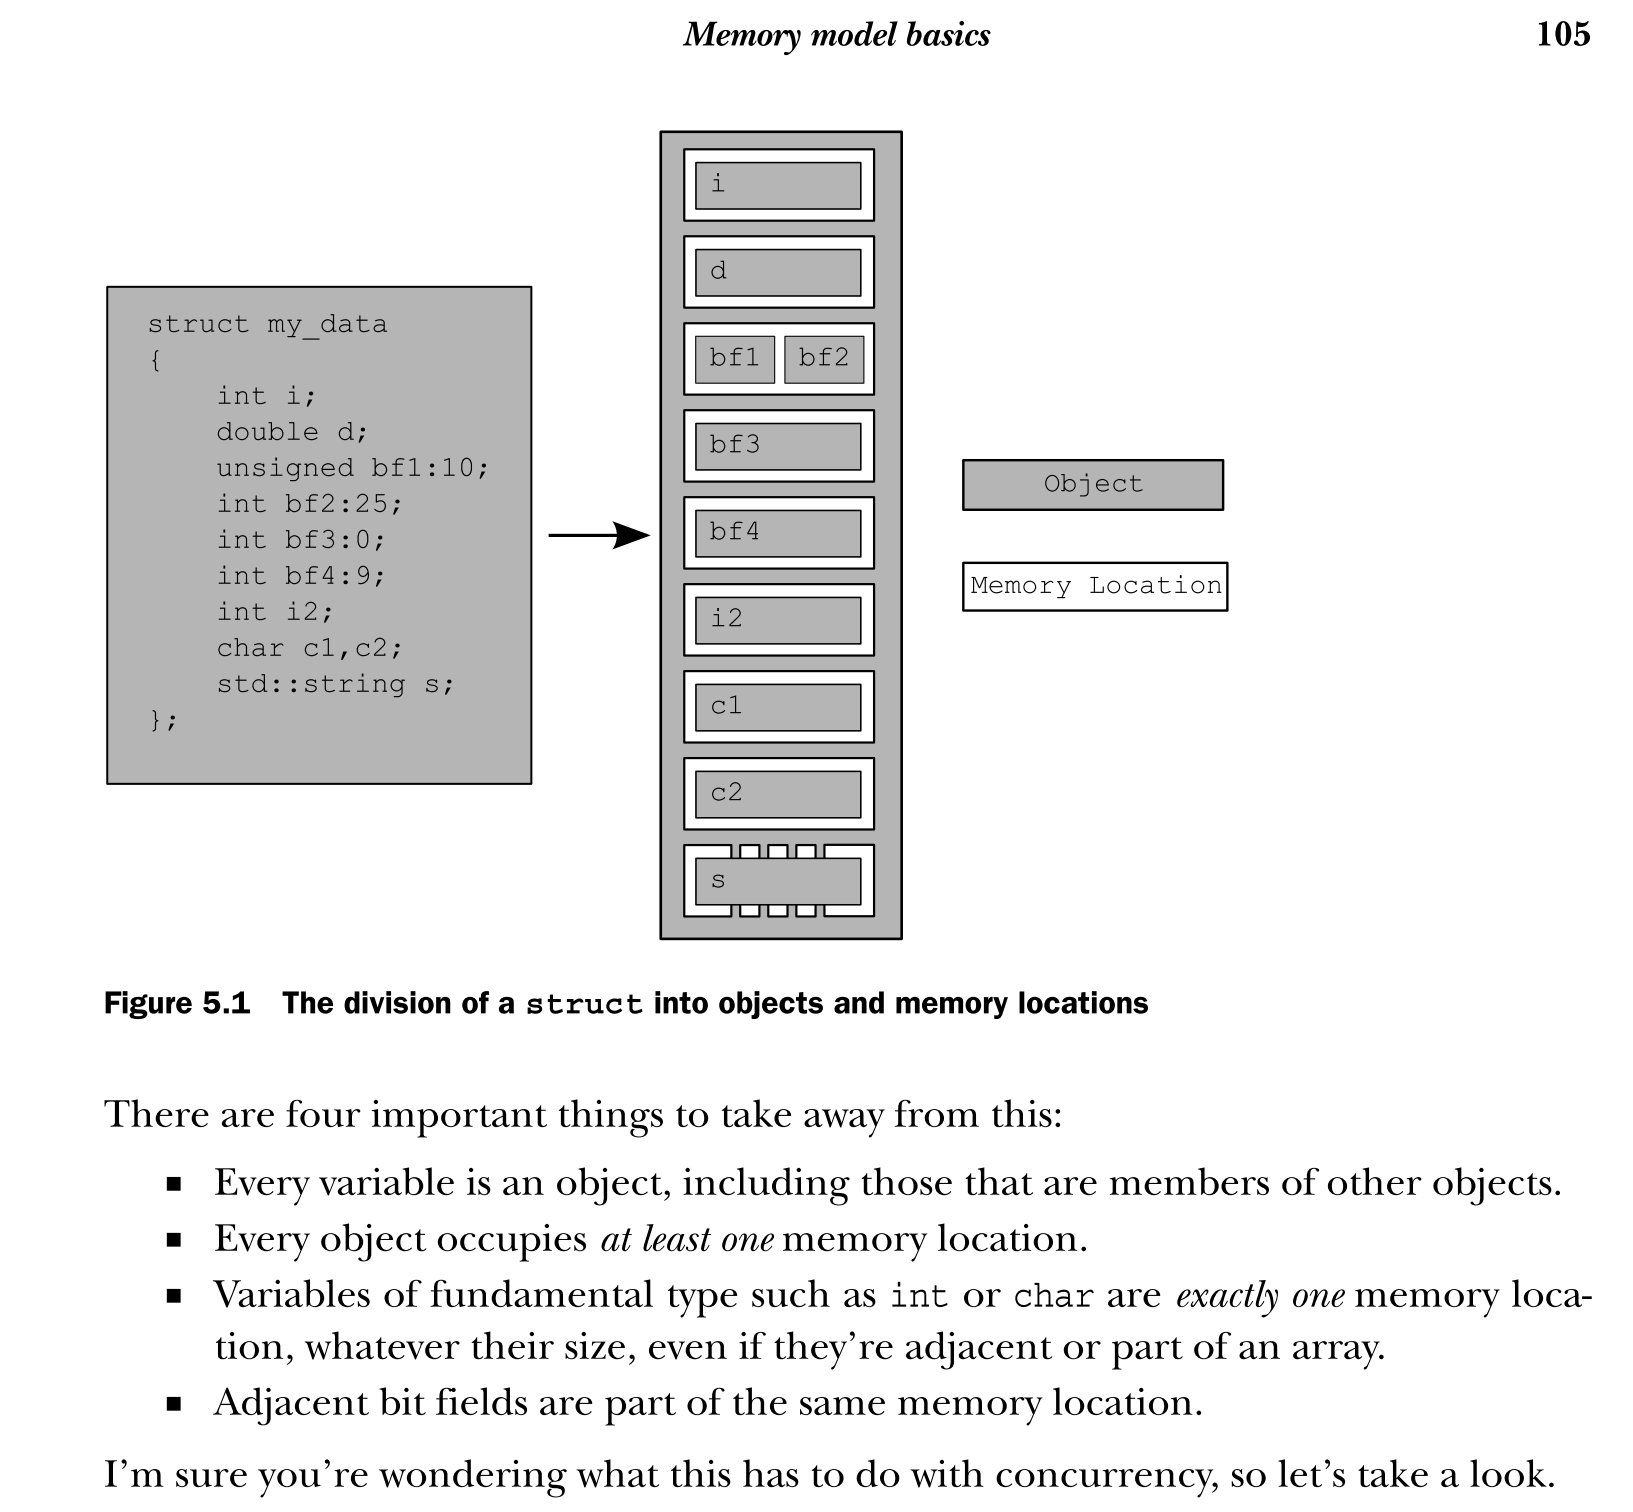 Memory model basics 105
struct my_data
{
int i;
double d;
unsigned bf1:10;
int bf2:25;
int bf3:0;
int bf4:9;
int i2;
char c1,c2;
std::string s;
};
i
d
bf1 bf2
bf3
bf4
i2
c1
c2
s
Object
Memory Location
Figure 5.1 The division of a struct into objects and memory locations
There are four important things to take away from this:
■ Every variable is an object, including those that are members of other objects.
■ Every object occupies at least one memory location.
■ Variables of fundamental type such as int or char are exactly one memory loca-
tion, whatever their size, even if they're adjacent or part of an array.
■ Adjacent bit fields are part of the same memory location.
I'm sure you're wondering what this has to do with concurrency, so let's take a look.